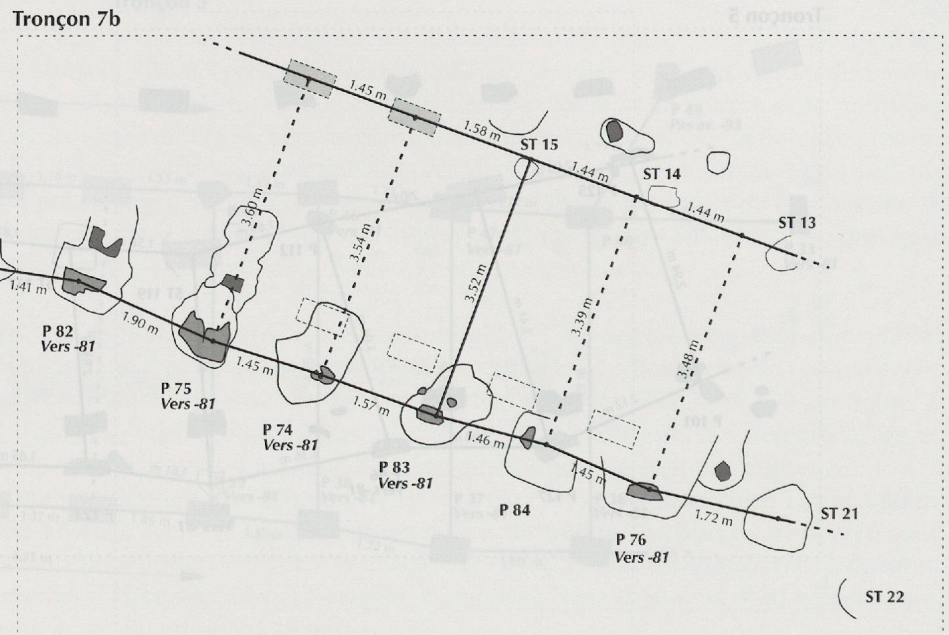 Tronçon 7b
1.45 m
1.58 m
ST 15
1.44 m
ST 14
1.44 m
ST 13
3.60 m
3.54 m
3.52 m
3.39 m
3.48 m
1.41 m
P 82
Vers -81
1.90 m
P 75
Vers -81
1.45 m
P 74
Vers -81
1.57 m
P 83
Vers -81
1.46 m
P 84
1.45 m
P 76
Vers -81
1.72 m
ST 21
ST 22